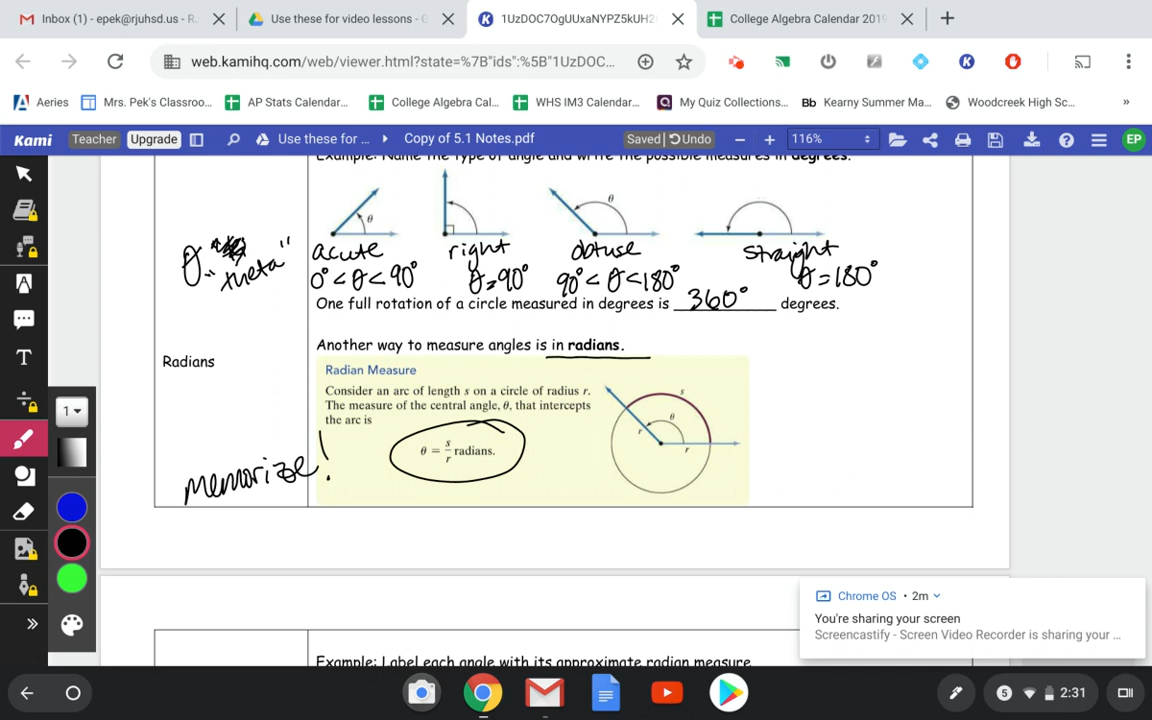 Inbox (1) - epek@rjuhsd.us - R
Use these for video lessons - G
1UzDOC7OgUUxaNYPZ5kUH2
College Algebra Calendar 2019
web.kamihq.com/web/viewer.html?state=%7B"ids":%5B"1UzDOC...
Aeries
Mrs. Pek's Classroo...
AP Stats Calendar...
College Algebra Cal...
WHS IM3 Calendar...
My Quiz Collections...
Bb Kearny Summer Ma...
Woodcreek High Sc...
»
Kami
Teacher
Upgrade
Use these for ...
Copy of 5.1 Notes.pdf
Saved
Undo
116%
EP
Example: Name the type of angle and write the possible measures in degrees.
θ
θ
θ "theta"
acute
right
obtuse
straight
0° < θ < 90°
θ = 90°
90° < θ < 180°
θ = 180°
One full rotation of a circle measured in degrees is 360° degrees.
Another way to measure angles is in radians.
Radians
Radian Measure
Consider an arc of length s on a circle of radius r.
The measure of the central angle, θ, that intercepts
the arc is
θ = s/r radians.
s
θ
r
r
memorize!
T
1
Chrome OS • 2m
You're sharing your screen
Screencastify - Screen Video Recorder is sharing your ...
Example: Label each angle with its approximate radian measure
5
2:31